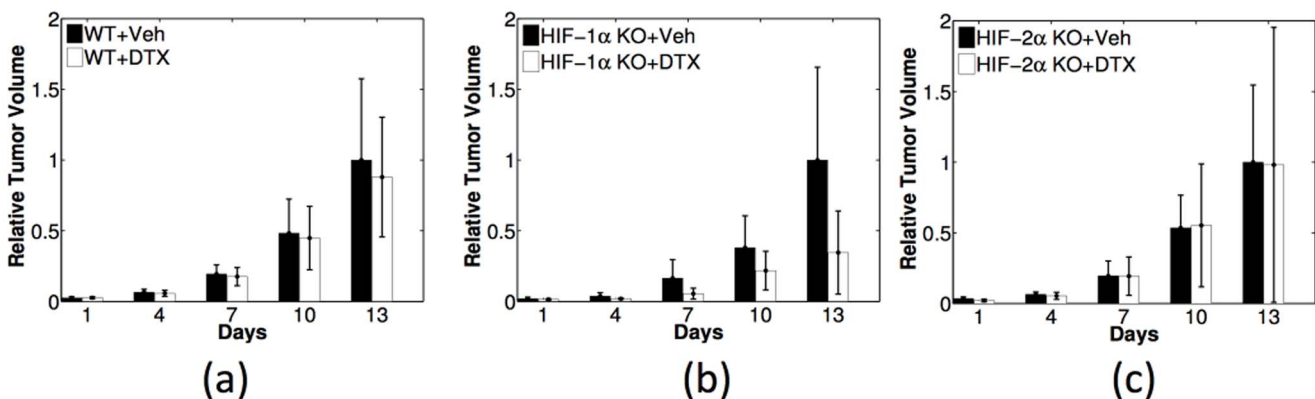 Relative Tumor Volume
2
1.5
1
0.5
0
WT+Veh
WT+DTX
1 4 7 10 13
Days
(a)
Relative Tumor Volume
2
1.5
1
0.5
0
HIF-1α KO+Veh
HIF-1α KO+DTX
1 4 7 10 13
Days
(b)
Relative Tumor Volume
2
1.5
1
0.5
0
HIF-2α KO+Veh
HIF-2α KO+DTX
1 4 7 10 13
Days
(c)